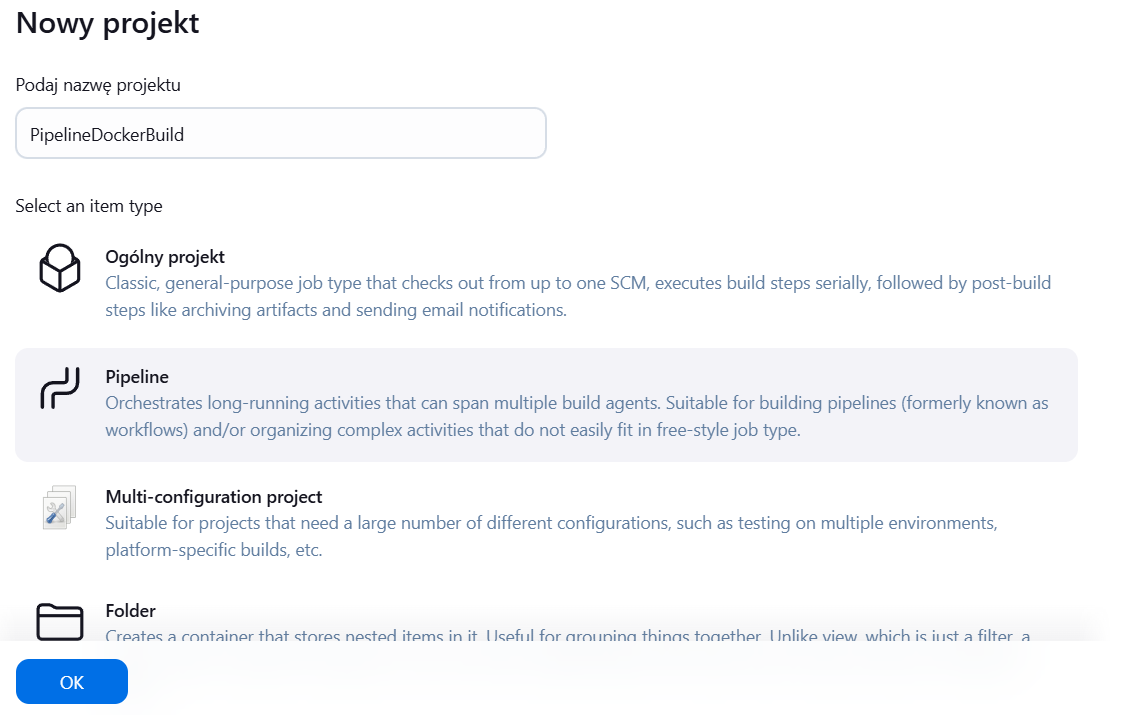 Nowy projekt
Podaj nazwę projektu
PipelineDockerBuild
Select an item type
Ogólny projekt
Classic, general-purpose job type that checks out from up to one SCM, executes build steps serially, followed by post-build
steps like archiving artifacts and sending email notifications.
Pipeline
Orchestrates long-running activities that can span multiple build agents. Suitable for building pipelines (formerly known as
workflows) and/or organizing complex activities that do not easily fit in free-style job type.
Multi-configuration project
Suitable for projects that need a large number of different configurations, such as testing on multiple environments,
platform-specific builds, etc.
Folder
Creates a container that stores nested items in it. Useful for grouping things together. Unlike view, which is just a filter, a
OK